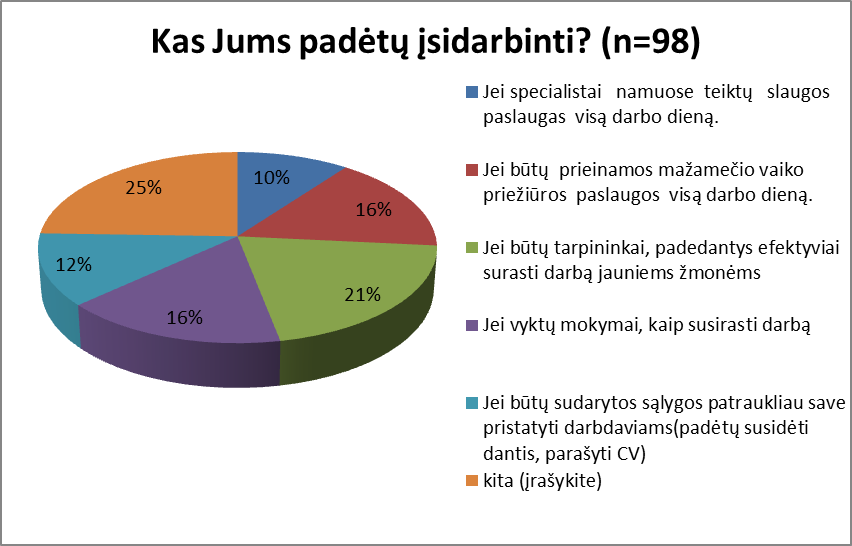 Kas Jums padėtų įsidarbinti? (n=98)
Jei specialistai namuose teiktų slaugos
paslaugas visą darbo dieną.
Jei būtų prieinamos mažamečio vaiko
priežiūros paslaugos visą darbo dieną.
Jei būtų tarpininkai, padedantys efektyviai
surasti darbą jauniems žmonėms
Jei vyktų mokymai, kaip susirasti darbą
Jei būtų sudarytos sąlygos patraukliau save
pristatyti darbdaviams(padėtų susidėti
dantis, parašyti CV)
kita (įrašykite)
10%
16%
21%
16%
12%
25%